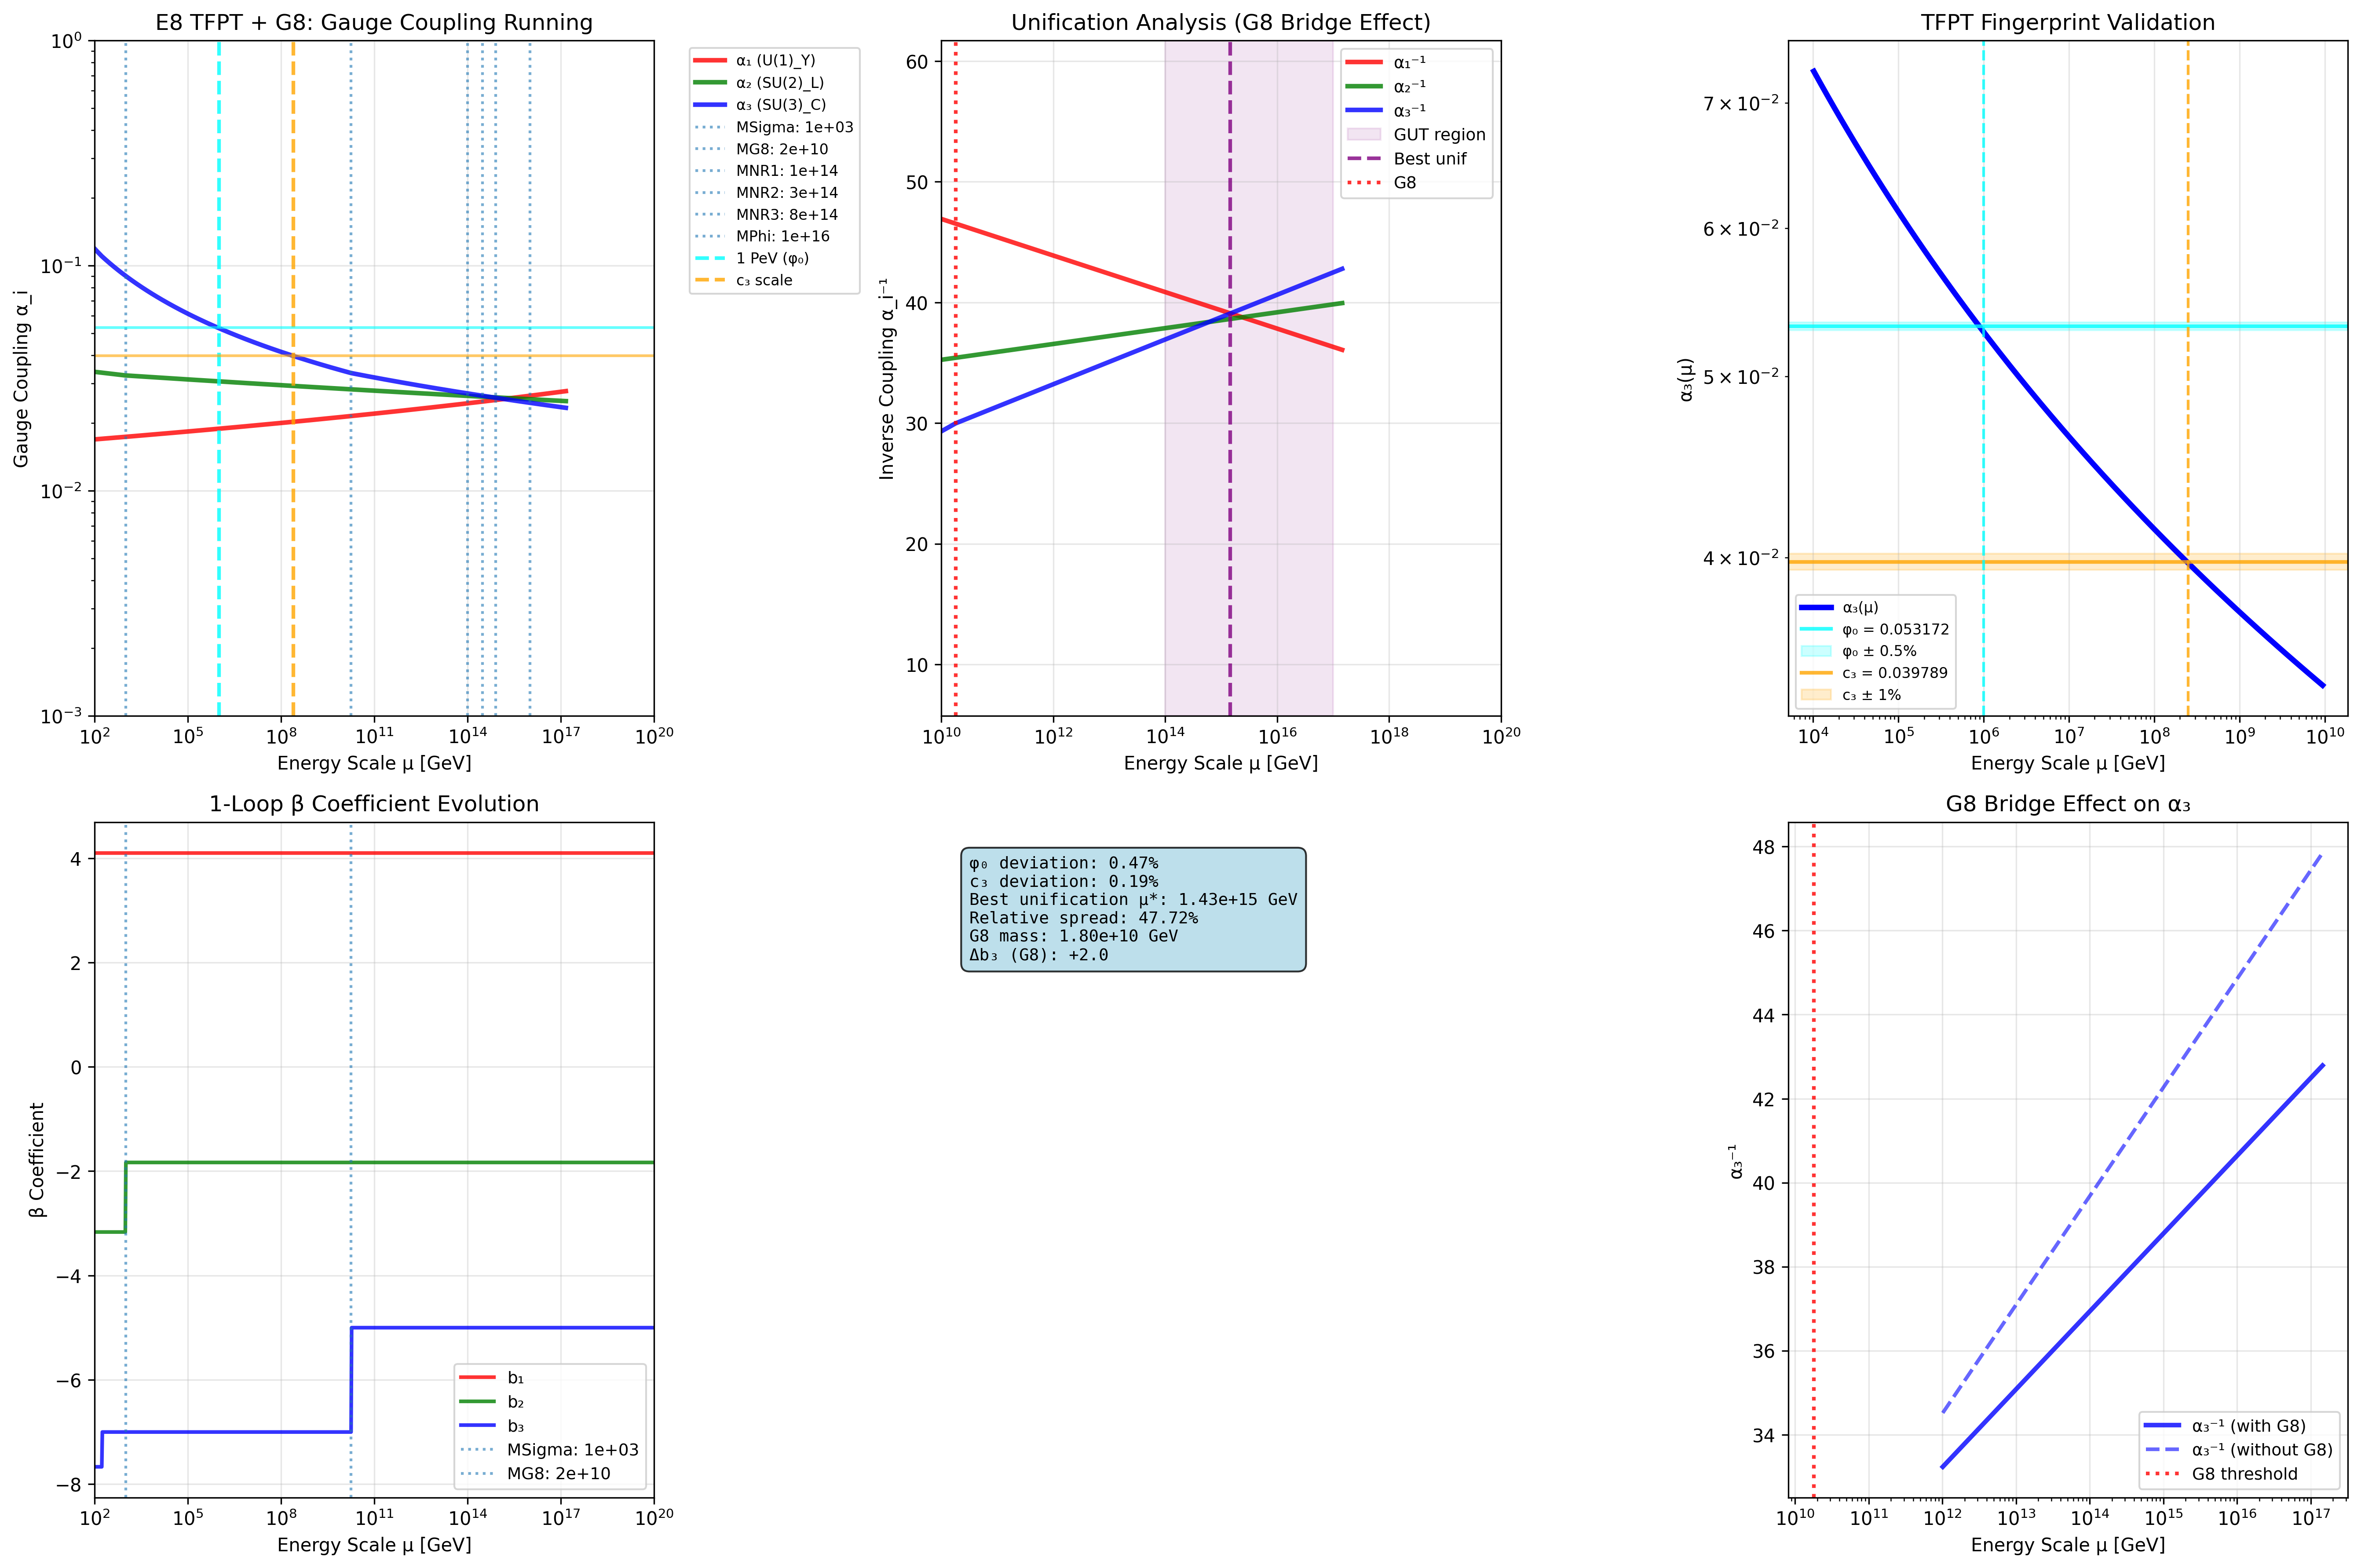 E8 TFPT + G8: Gauge Coupling Running
Gauge Coupling α_i
10⁰
10⁻¹
10⁻²
10⁻³
10² 10⁵ 10⁸ 10¹¹ 10¹⁴ 10¹⁷ 10²⁰
Energy Scale μ [GeV]
α₁ (U(1)_Y)
α₂ (SU(2)_L)
α₃ (SU(3)_C)
MSigma: 1e+03
MG8: 2e+10
MNR1: 1e+14
MNR2: 3e+14
MNR3: 8e+14
MPhi: 1e+16
1 PeV (φ₀)
c₃ scale
Unification Analysis (G8 Bridge Effect)
Inverse Coupling α_i⁻¹
60
50
40
30
20
10
10¹⁰ 10¹² 10¹⁴ 10¹⁶ 10¹⁸ 10²⁰
Energy Scale μ [GeV]
α₁⁻¹
α₂⁻¹
α₃⁻¹
GUT region
Best unif
G8
TFPT Fingerprint Validation
α₃(μ)
7 × 10⁻²
6 × 10⁻²
5 × 10⁻²
4 × 10⁻²
10⁴ 10⁵ 10⁶ 10⁷ 10⁸ 10⁹ 10¹⁰
Energy Scale μ [GeV]
α₃(μ)
φ₀ = 0.053172
φ₀ ± 0.5%
c₃ = 0.039789
c₃ ± 1%
1-Loop β Coefficient Evolution
β Coefficient
4
2
0
−2
−4
−6
−8
10² 10⁵ 10⁸ 10¹¹ 10¹⁴ 10¹⁷ 10²⁰
Energy Scale μ [GeV]
b₁
b₂
b₃
MSigma: 1e+03
MG8: 2e+10
φ₀ deviation: 0.47%
c₃ deviation: 0.19%
Best unification μ*: 1.43e+15 GeV
Relative spread: 47.72%
G8 mass: 1.80e+10 GeV
Δb₃ (G8): +2.0
G8 Bridge Effect on α₃
α₃⁻¹
48
46
44
42
40
38
36
34
10¹⁰ 10¹¹ 10¹² 10¹³ 10¹⁴ 10¹⁵ 10¹⁶ 10¹⁷
Energy Scale μ [GeV]
α₃⁻¹ (with G8)
α₃⁻¹ (without G8)
G8 threshold